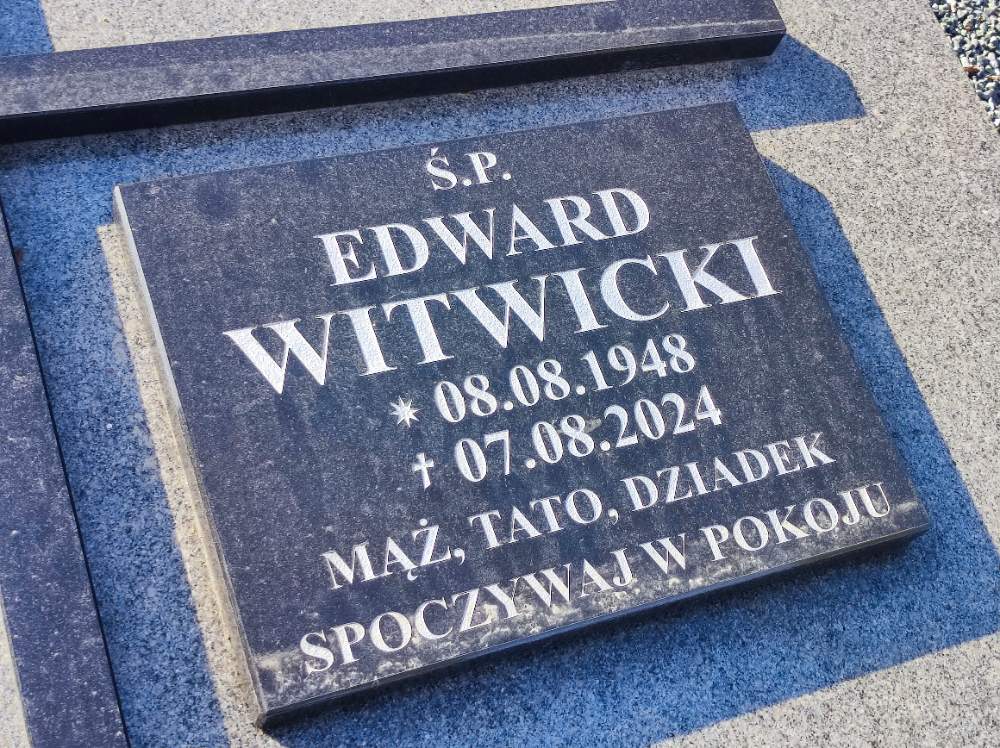 Ś.P.
EDWARD
WITWICKI
* 08.08.1948
✝ 07.08.2024
MĄŻ, TATO, DZIADEK
SPOCZYWAJ W POKOJU